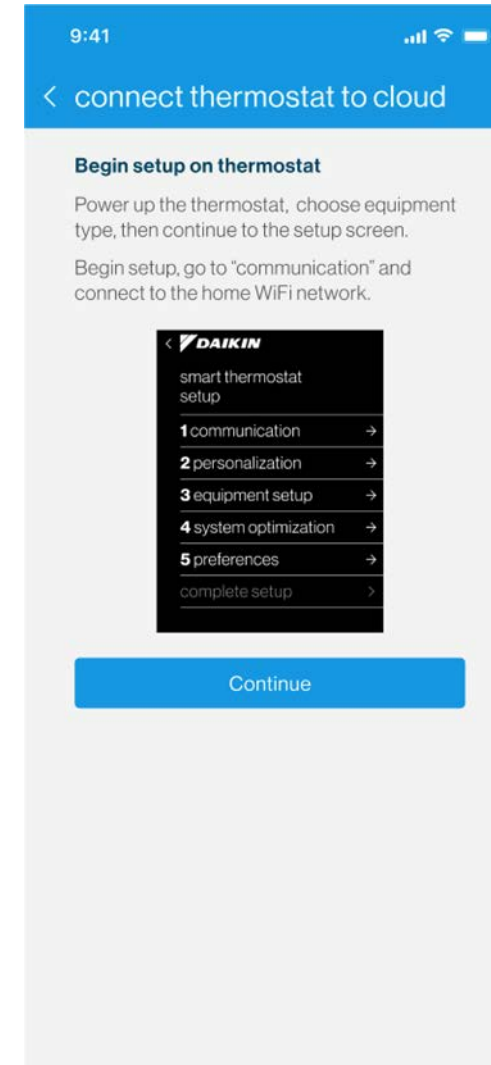 9:41
connect thermostat to cloud
Begin setup on thermostat
Power up the thermostat, choose equipment
type, then continue to the setup screen.
Begin setup, go to “communication” and
connect to the home WiFi network.
DAIKIN
smart thermostat
setup
1 communication
2 personalization
3 equipment setup
4 system optimization
5 preferences
complete setup
Continue